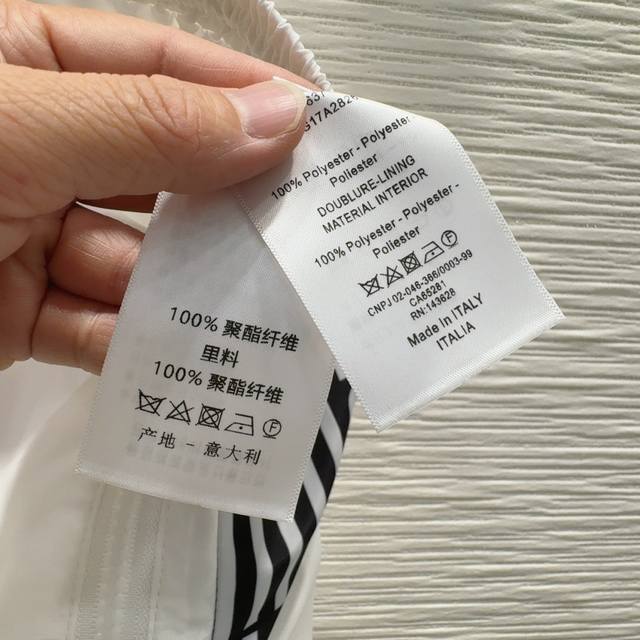 100% Polyester - Polyester
Poliester
DOUBLURE-LINING
MATERIAL INTERIOR
100% Polyester - Polyester -
Poliester
CNPJ 02-046-386/0003-99
CA65281
RN:143628
Made in ITALY
ITALIA
100% 聚酯纤维
里料
100% 聚酯纤维
F
产地 - 意大利